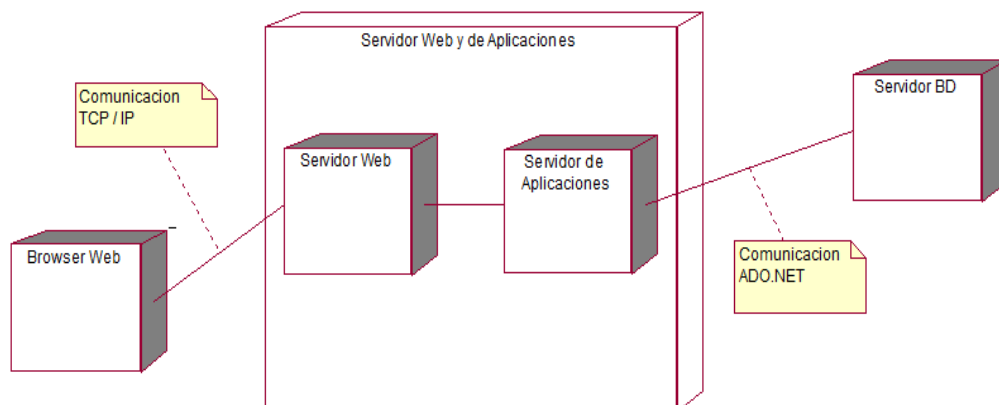 Servidor Web y de Aplicaciones
Comunicacion
TCP / IP
Servidor BD
Servidor Web
Servidor de
Aplicaciones
Browser Web
Comunicacion
ADO.NET